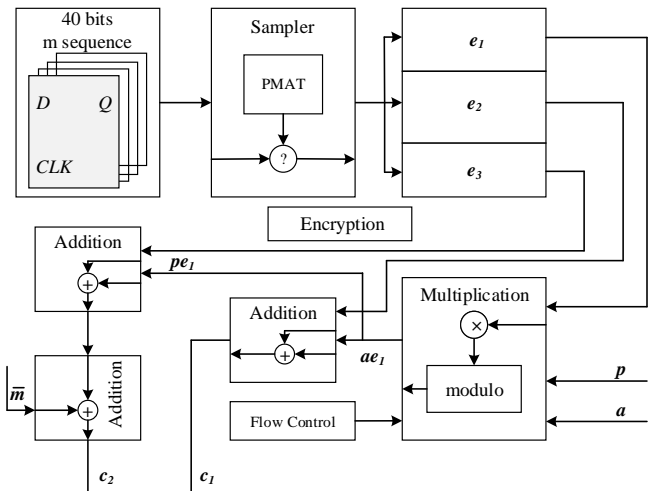 40 bits
m sequence
D Q
CLK
Sampler
PMAT
?
e₁
e₂
e₃
Encryption
Addition
+
pe₁
Addition
+
ae₁
Multiplication
×
modulo
p
a
Flow Control
m̄
+
Addition
c₂
c₁